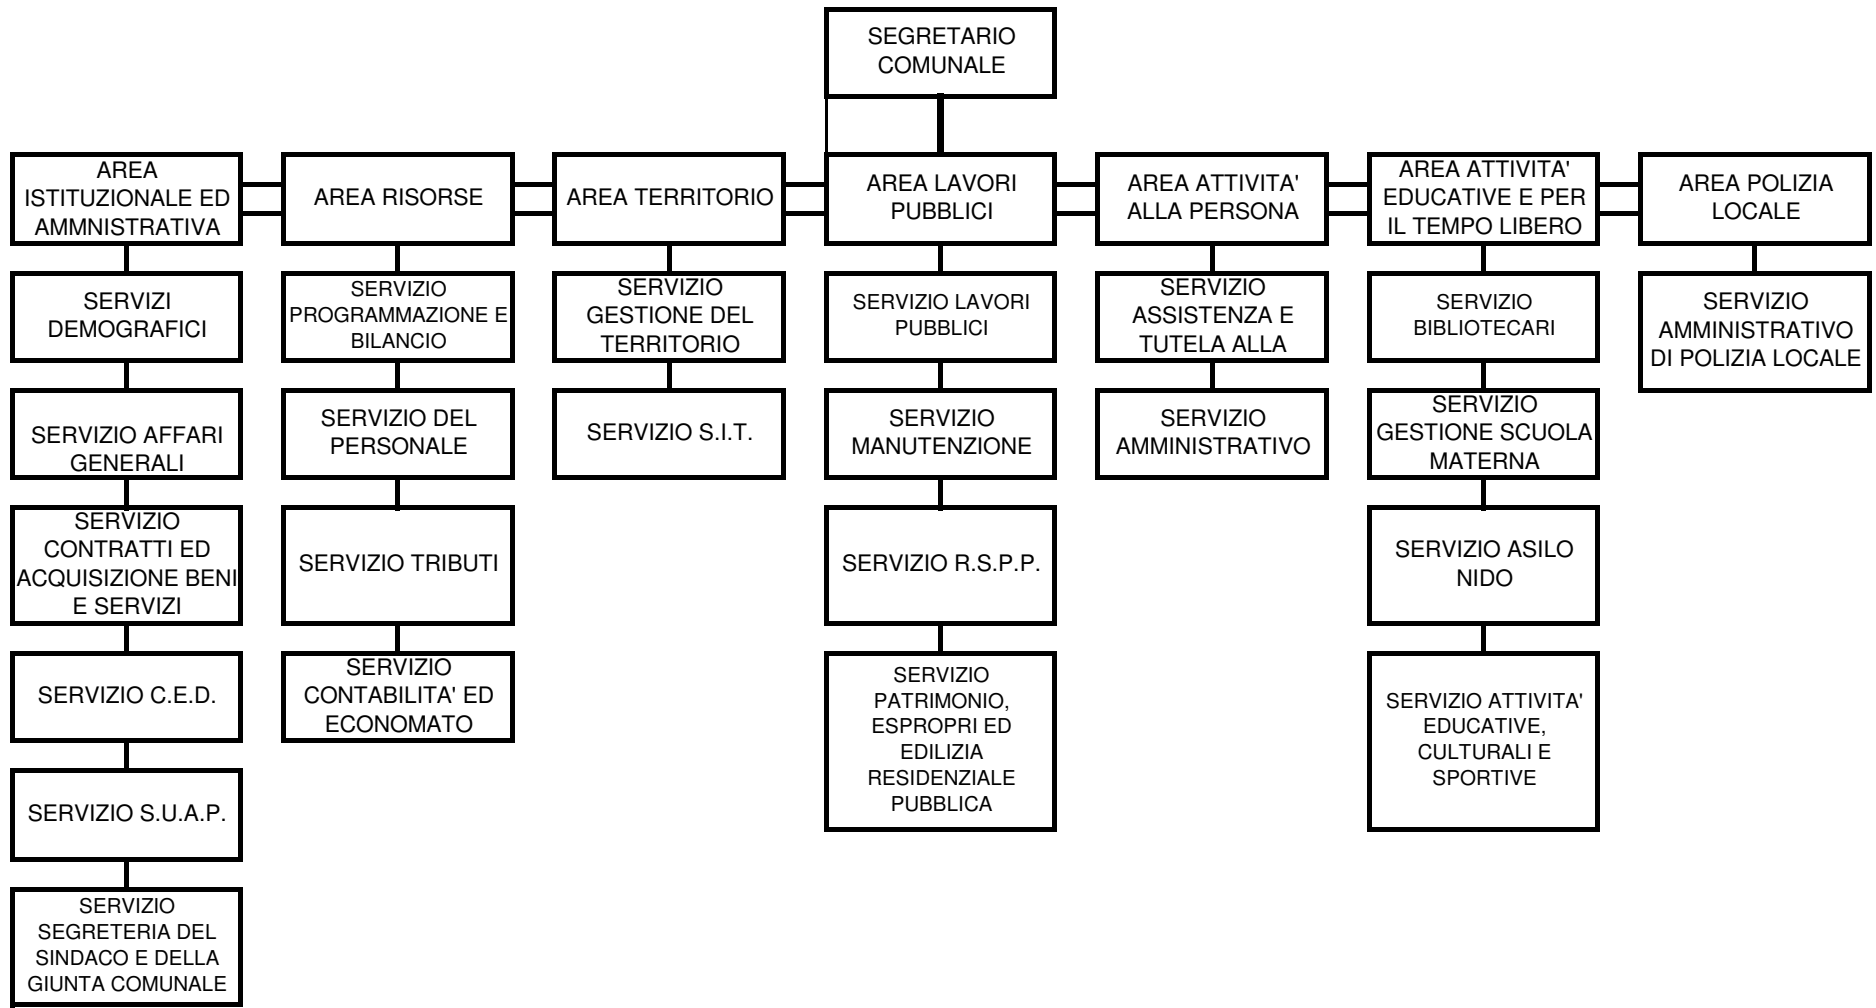 SEGRETARIO
COMUNALE
AREA
ISTITUZIONALE ED
AMMNISTRATIVA
AREA RISORSE
AREA TERRITORIO
AREA LAVORI
PUBBLICI
AREA ATTIVITA'
ALLA PERSONA
AREA ATTIVITA'
EDUCATIVE E PER
IL TEMPO LIBERO
AREA POLIZIA
LOCALE
SERVIZI
DEMOGRAFICI
SERVIZIO
PROGRAMMAZIONE E
BILANCIO
SERVIZIO
GESTIONE DEL
TERRITORIO
SERVIZIO LAVORI
PUBBLICI
SERVIZIO
ASSISTENZA E
TUTELA ALLA
SERVIZIO
BIBLIOTECARI
SERVIZIO
AMMINISTRATIVO
DI POLIZIA LOCALE
SERVIZIO AFFARI
GENERALI
SERVIZIO DEL
PERSONALE
SERVIZIO S.I.T.
SERVIZIO
MANUTENZIONE
SERVIZIO
AMMINISTRATIVO
SERVIZIO
GESTIONE SCUOLA
MATERNA
SERVIZIO
CONTRATTI ED
ACQUISIZIONE BENI
E SERVIZI
SERVIZIO TRIBUTI
SERVIZIO R.S.P.P.
SERVIZIO ASILO
NIDO
SERVIZIO C.E.D.
SERVIZIO
CONTABILITA' ED
ECONOMATO
SERVIZIO
PATRIMONIO,
ESPROPRI ED
EDILIZIA
RESIDENZIALE
PUBBLICA
SERVIZIO ATTIVITA'
EDUCATIVE,
CULTURALI E
SPORTIVE
SERVIZIO S.U.A.P.
SERVIZIO
SEGRETERIA DEL
SINDACO E DELLA
GIUNTA COMUNALE